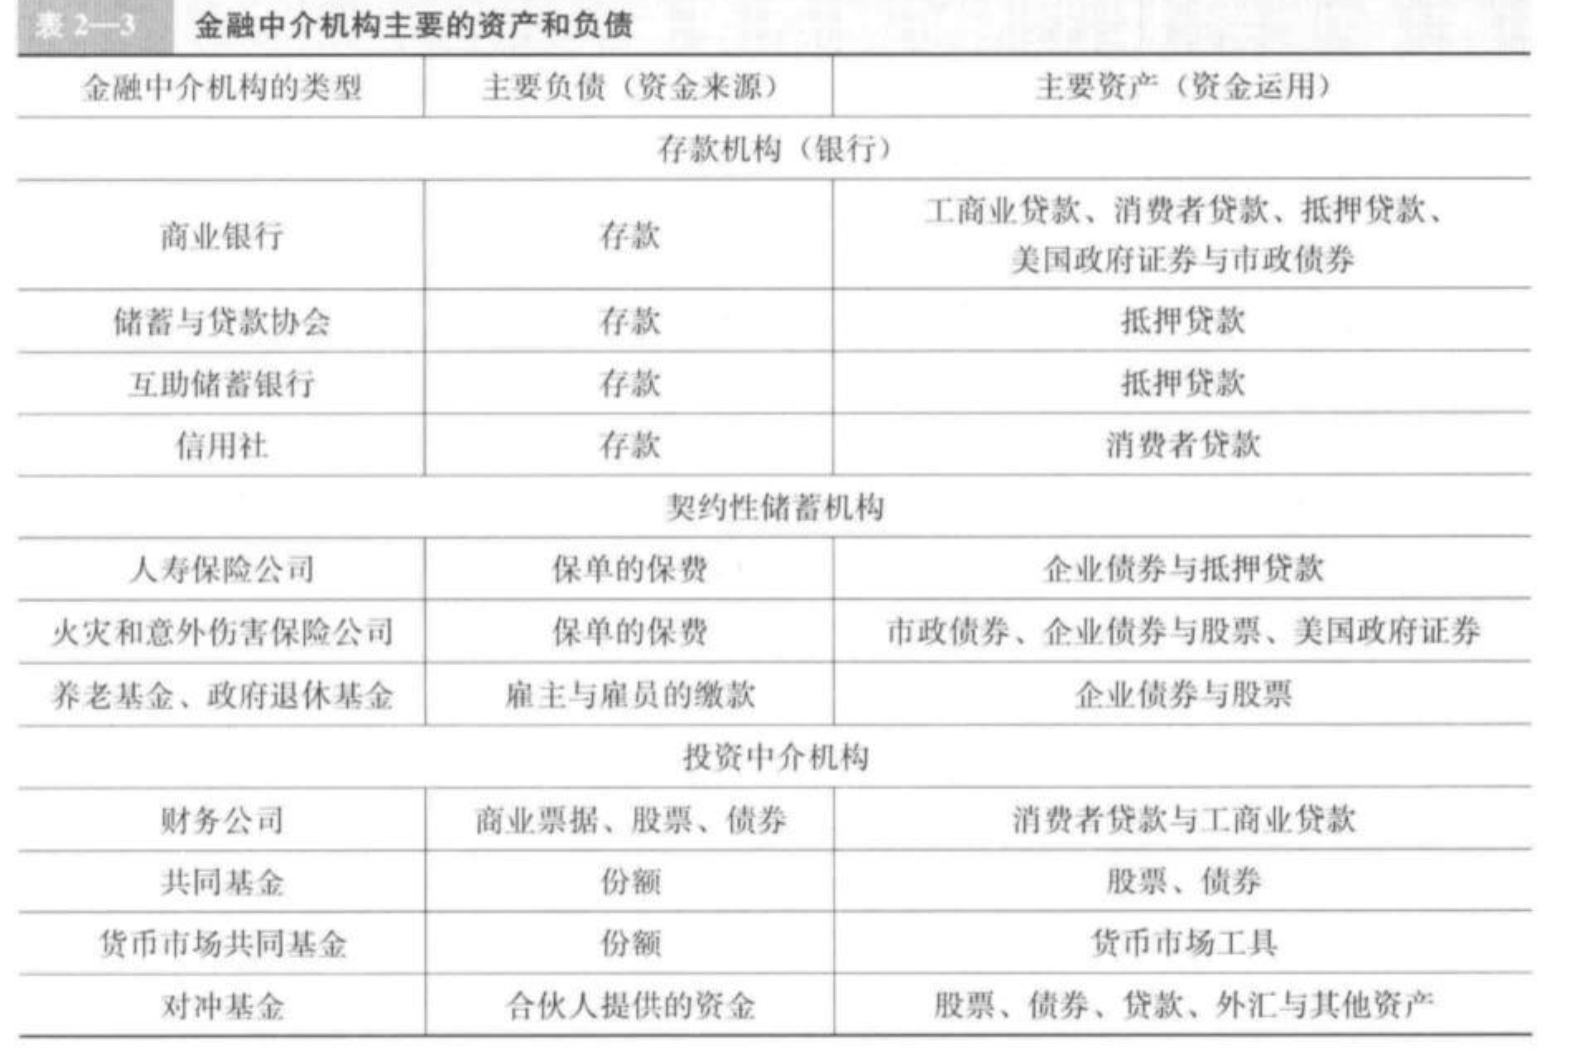 表2—3 金融中介机构主要的资产和负债
金融中介机构的类型 主要负债（资金来源） 主要资产（资金运用）
存款机构（银行）
商业银行 存款 工商业贷款、消费者贷款、抵押贷款、
美国政府证券与市政债券
储蓄与贷款协会 存款 抵押贷款
互助储蓄银行 存款 抵押贷款
信用社 存款 消费者贷款
契约性储蓄机构
人寿保险公司 保单的保费 企业债券与抵押贷款
火灾和意外伤害保险公司 保单的保费 市政债券、企业债券与股票、美国政府证券
养老基金、政府退休基金 雇主与雇员的缴款 企业债券与股票
投资中介机构
财务公司 商业票据、股票、债券 消费者贷款与工商业贷款
共同基金 份额 股票、债券
货币市场共同基金 份额 货币市场工具
对冲基金 合伙人提供的资金 股票、债券、贷款、外汇与其他资产